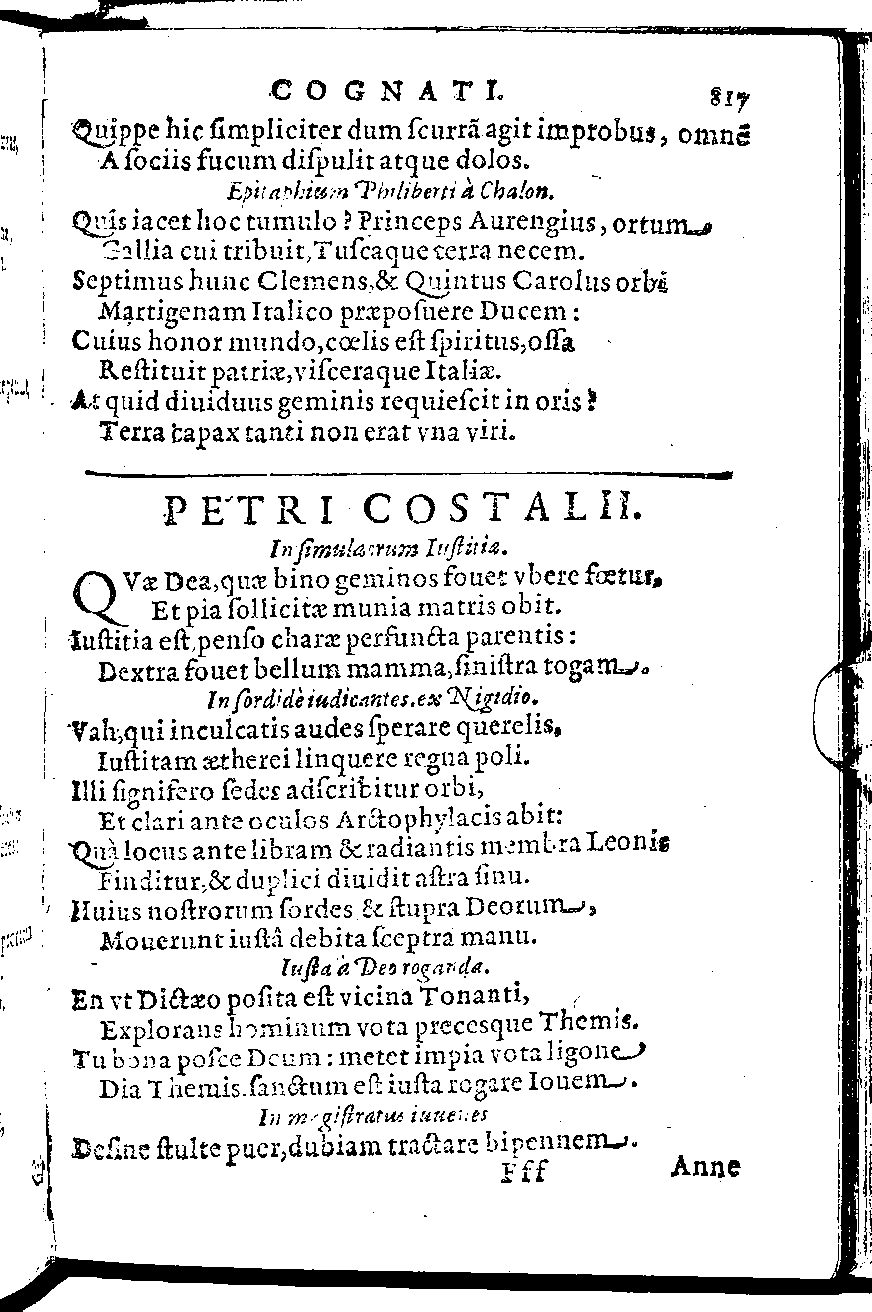 COGNATI. 817
Quippe hic ſimpliciter dum ſcurrã agit improbus, omnẽ
A ſociis fucum diſpulit atque dolos.
Epitaphium Philiberti à Chalon.
Quis iacet hoc tumulo? Princeps Aurengius, ortum
Gallia cui tribuit, Tuſcaque terra necem.
Septimus hunc Clemens, & Quintus Carolus orbi
Martigenam Italico præpoſuere Ducem:
Cuius honor mundo, cœlis eſt ſpiritus, oſſa
Reſtituit patriæ, viſceraque Italiæ.
At quid diuiduus geminis requieſcit in oris?
Terra capax tanti non erat vna viri.
PETRI COSTALII.
In ſimulacrum Iuſtitiæ.
QVæ Dea, quæ bino geminos fouet vbere fœtur,
Et pia ſollicitæ munia matris obit.
Iuſtitia eſt, penſo charæ perfuncta parentis:
Dextra fouet bellum mamma, ſiniſtra togam.
In ſordidè iudicantes, ex Nigidio.
Vah, qui inculcatis audes ſperare querelis,
Iuſtitam ætherei linquere regna poli.
Illi ſignifero ſedes adſcribitur orbi,
Et clari ante oculos Arctophylacis abit:
Quà locus ante libram & radiantis membra Leonis
Finditur, & duplici diuidit aſtra ſinu.
Huius noſtrorum ſordes & ſtupra Deorum,
Mouerunt iuſtâ debita ſceptra manu.
Iuſta à Deo roganda.
En vt Dictæo poſita eſt vicina Tonanti,
Explorans hominum vota preceſque Themis.
Tu bona poſce Deum: metet impia vota ligone
Dia Themis. ſanctum eſt iuſta rogare Iouem.
In magiſtratus iuuenes
Deſine ſtulte puer, dubiam tractare bipennem.
Fff Anne